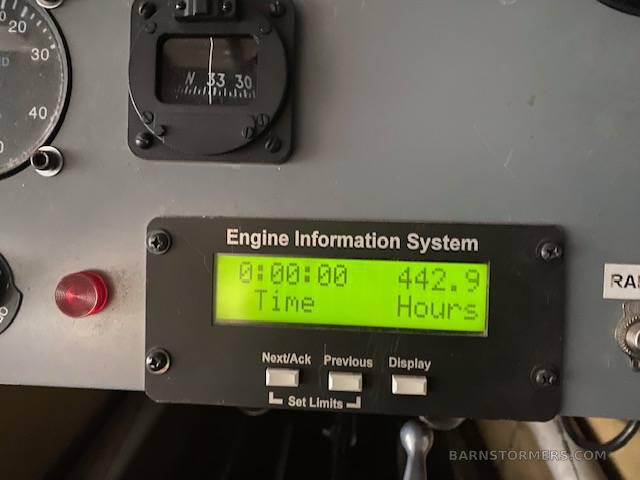 20
30
40
N 33 30
Engine Information System
0:00:00 442.9
Time Hours
Next/Ack Previous Display
Set Limits
BARNSTORMERS.COM